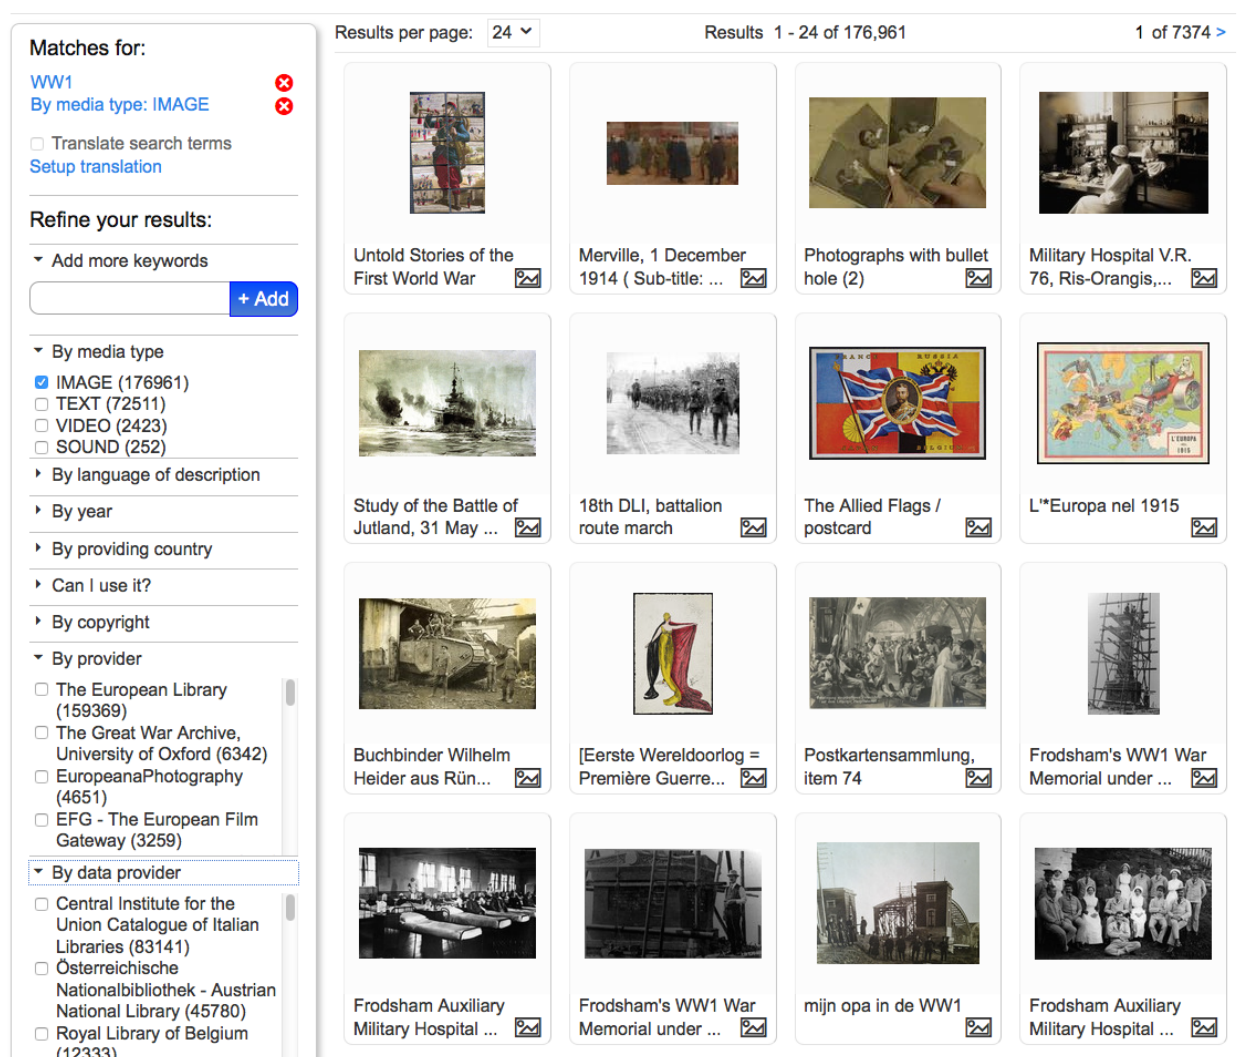 Matches for:
WW1
By media type: IMAGE
Translate search terms
Setup translation
Refine your results:
Add more keywords
+ Add
By media type
IMAGE (176961)
TEXT (72511)
VIDEO (2423)
SOUND (252)
By language of description
By year
By providing country
Can I use it?
By copyright
By provider
The European Library
(159369)
The Great War Archive,
University of Oxford (6342)
EuropeanaPhotography
(4651)
EFG - The European Film
Gateway (3259)
By data provider
Central Institute for the
Union Catalogue of Italian
Libraries (83141)
Österreichische
Nationalbibliothek - Austrian
National Library (45780)
Royal Library of Belgium
(12333)
Results per page: 24
Results 1 - 24 of 176,961
1 of 7374 >
Untold Stories of the
First World War
Merville, 1 December
1914 ( Sub-title: ...
Photographs with bullet
hole (2)
Military Hospital V.R.
76, Ris-Orangis,...
FRANCE RUSSIA
BELGIUM
L'EUROPA
1915
Study of the Battle of
Jutland, 31 May ...
18th DLI, battalion
route march
The Allied Flags /
postcard
L'*Europa nel 1915
Buchbinder Wilhelm
Heider aus Rün...
[Eerste Wereldoorlog =
Première Guerre...
Postkartensammlung,
item 74
Frodsham's WW1 War
Memorial under ...
Frodsham Auxiliary
Military Hospital ...
Frodsham's WW1 War
Memorial under ...
mijn opa in de WW1
Frodsham Auxiliary
Military Hospital ...